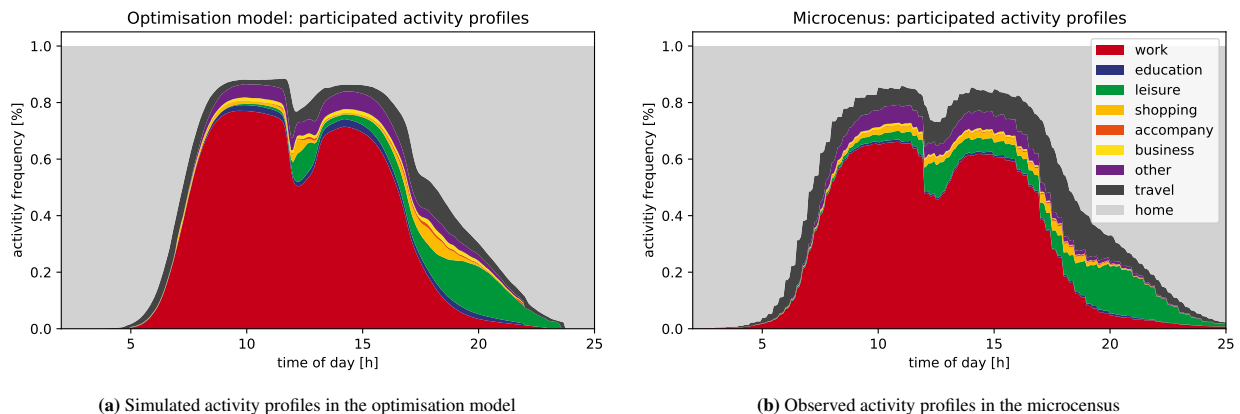 Optimisation model: participated activity profiles
activitiy frequency [%]
1.0
0.8
0.6
0.4
0.2
0.0
5 10 15 20 25
time of day [h]
(a) Simulated activity profiles in the optimisation model
Microcenus: participated activity profiles
activitiy frequency [%]
1.0
0.8
0.6
0.4
0.2
0.0
work
education
leisure
shopping
accompany
business
other
travel
home
5 10 15 20 25
time of day [h]
(b) Observed activity profiles in the microcensus